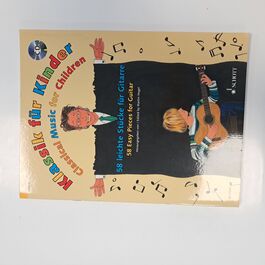 Klassik für Kinder
Classical Music for Children
58 leichte Stücke für Gitarre
58 Easy Pieces for Guitar
SCHOTT